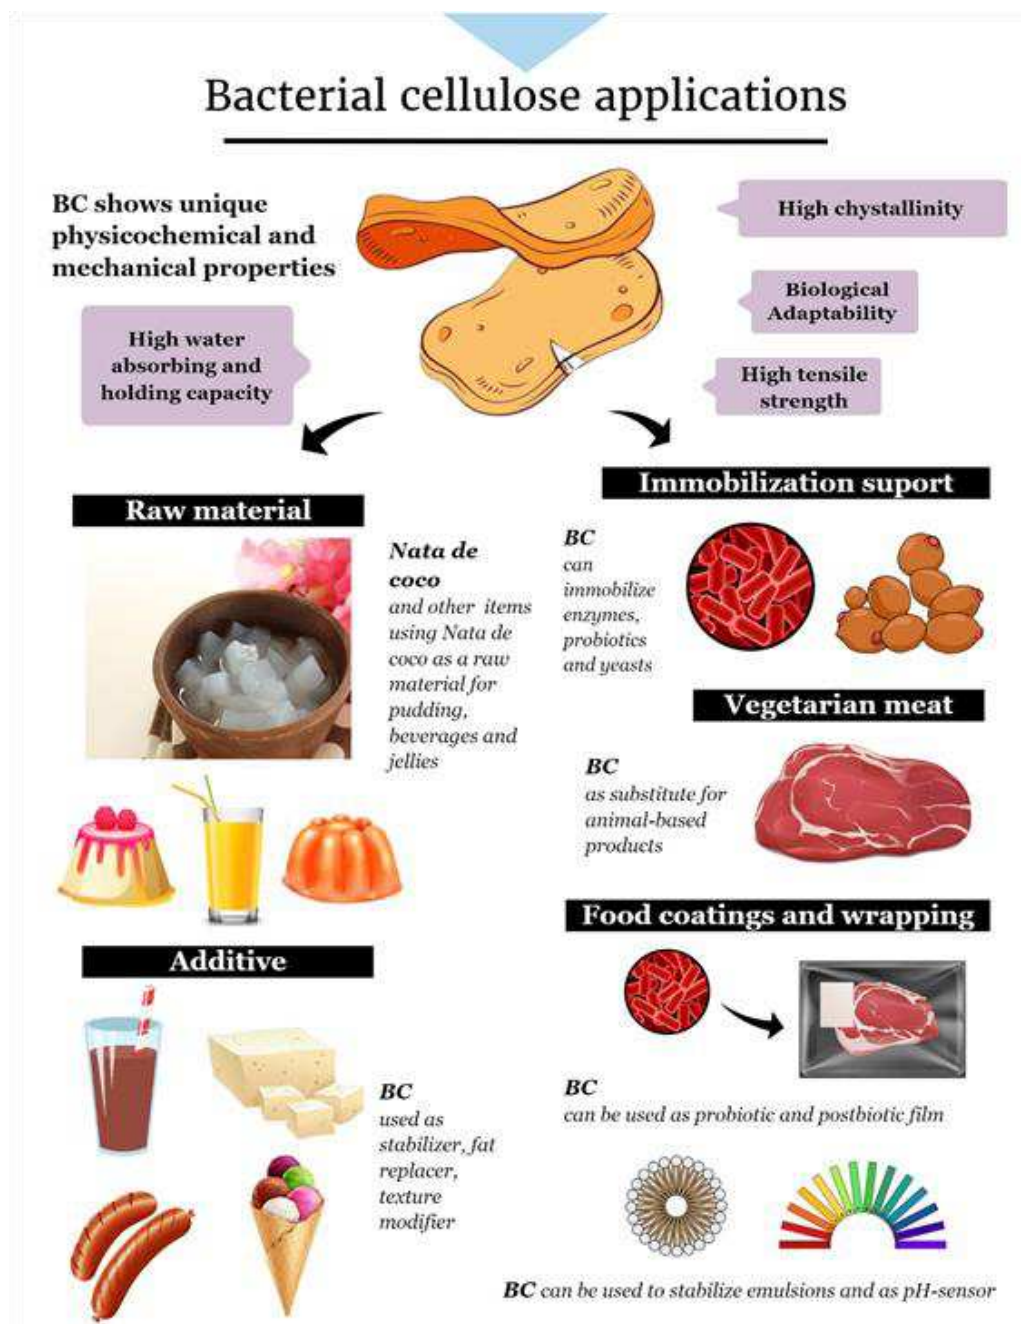 Bacterial cellulose applications
BC shows unique
physicochemical and
mechanical properties
High water
absorbing and
holding capacity
High chystallinity
Biological
Adaptability
High tensile
strength
Raw material
Nata de
coco
and other items
using Nata de
coco as a raw
material for
pudding,
beverages and
jellies
Additive
BC
used as
stabilizer, fat
replacer,
texture
modifier
Immobilization suport
BC
can
immobilize
enzymes,
probiotics
and yeasts
Vegetarian meat
BC
as substitute for
animal-based
products
Food coatings and wrapping
BC
can be used as probiotic and postbiotic film
BC can be used to stabilize emulsions and as pH-sensor